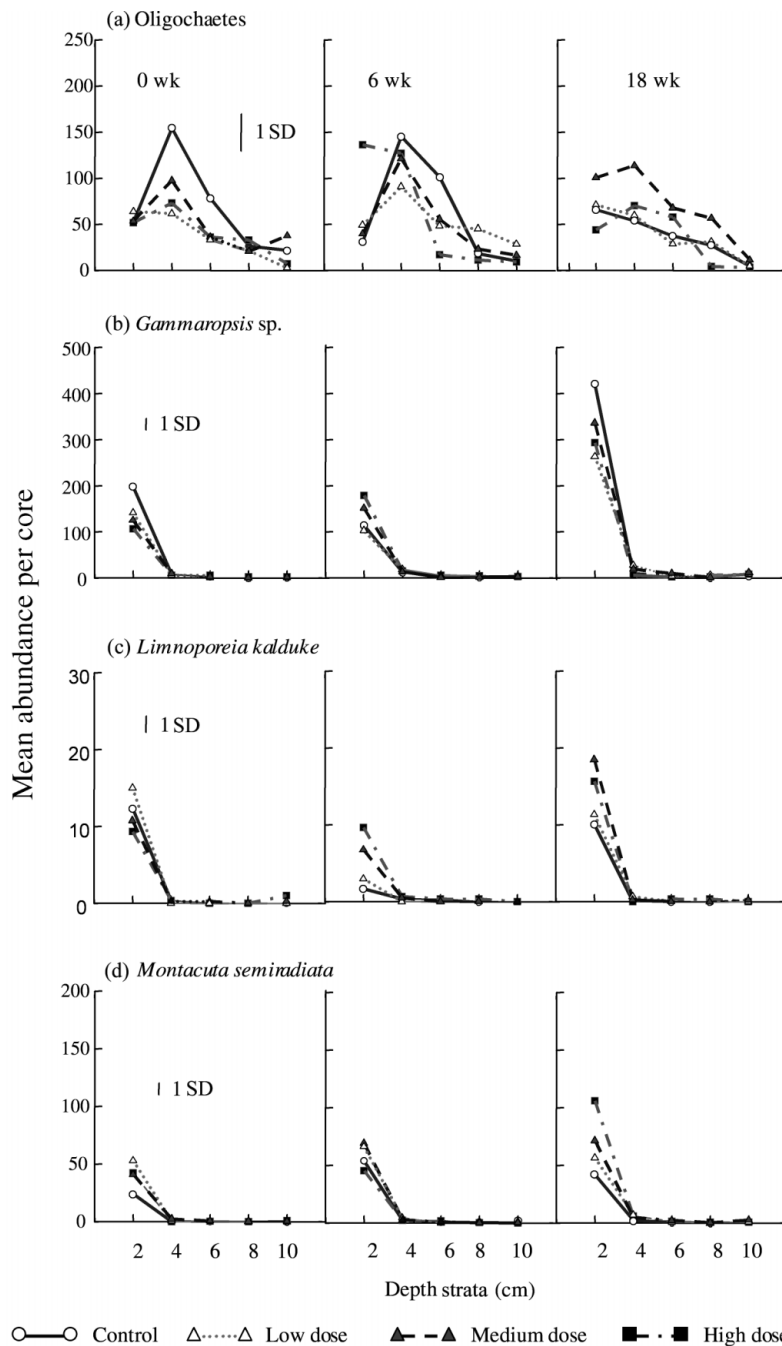 (a) Oligochaetes
250
200
150
100
50
0
0 wk
1 SD
6 wk
18 wk
(b) Gammaropsis sp.
500
400
300
200
100
0
1 SD
Mean abundance per core
(c) Limnoporeia kalduke
30
20
10
0
1 SD
(d) Montacuta semiradiata
200
150
100
50
0
1 SD
2 4 6 8 10 2 4 6 8 10 2 4 6 8 10
Depth strata (cm)
Control Low dose Medium dose High dose